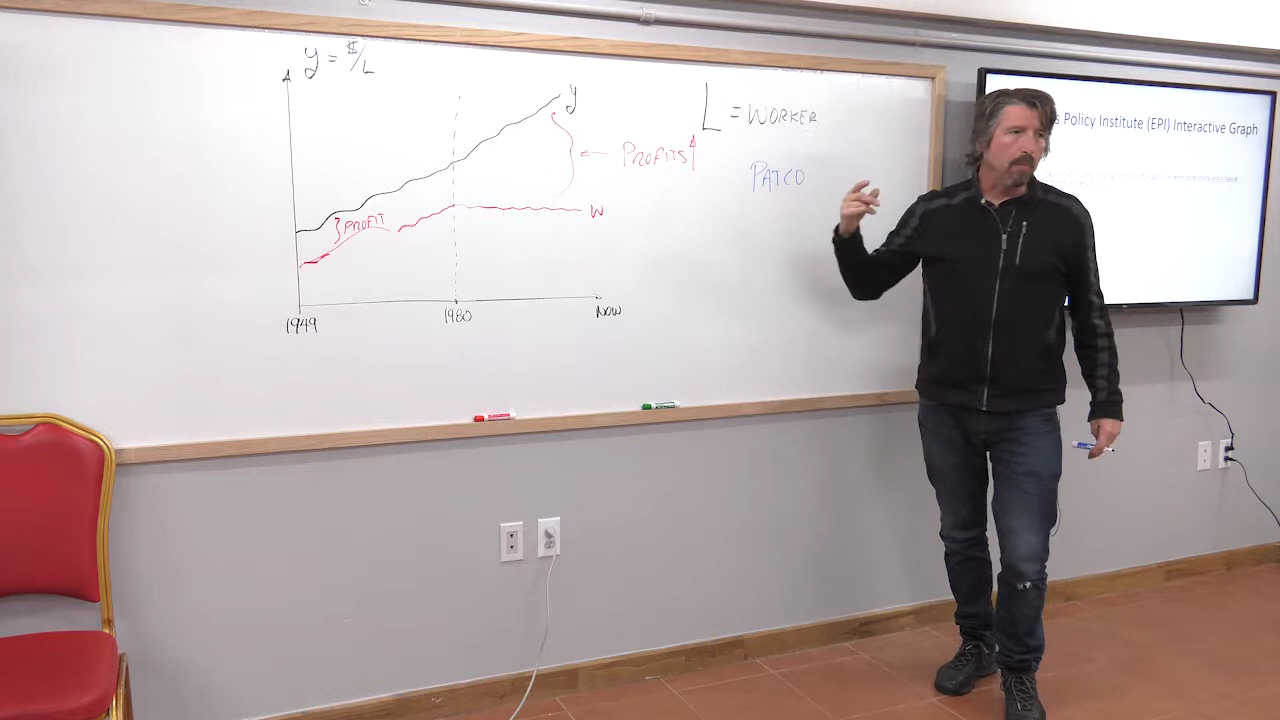 y = $/L
y
L = WORKER
PROFITS
PATCO
PROFIT
W
1949
1980
NOW
s Policy Institute (EPI) Interactive Graph